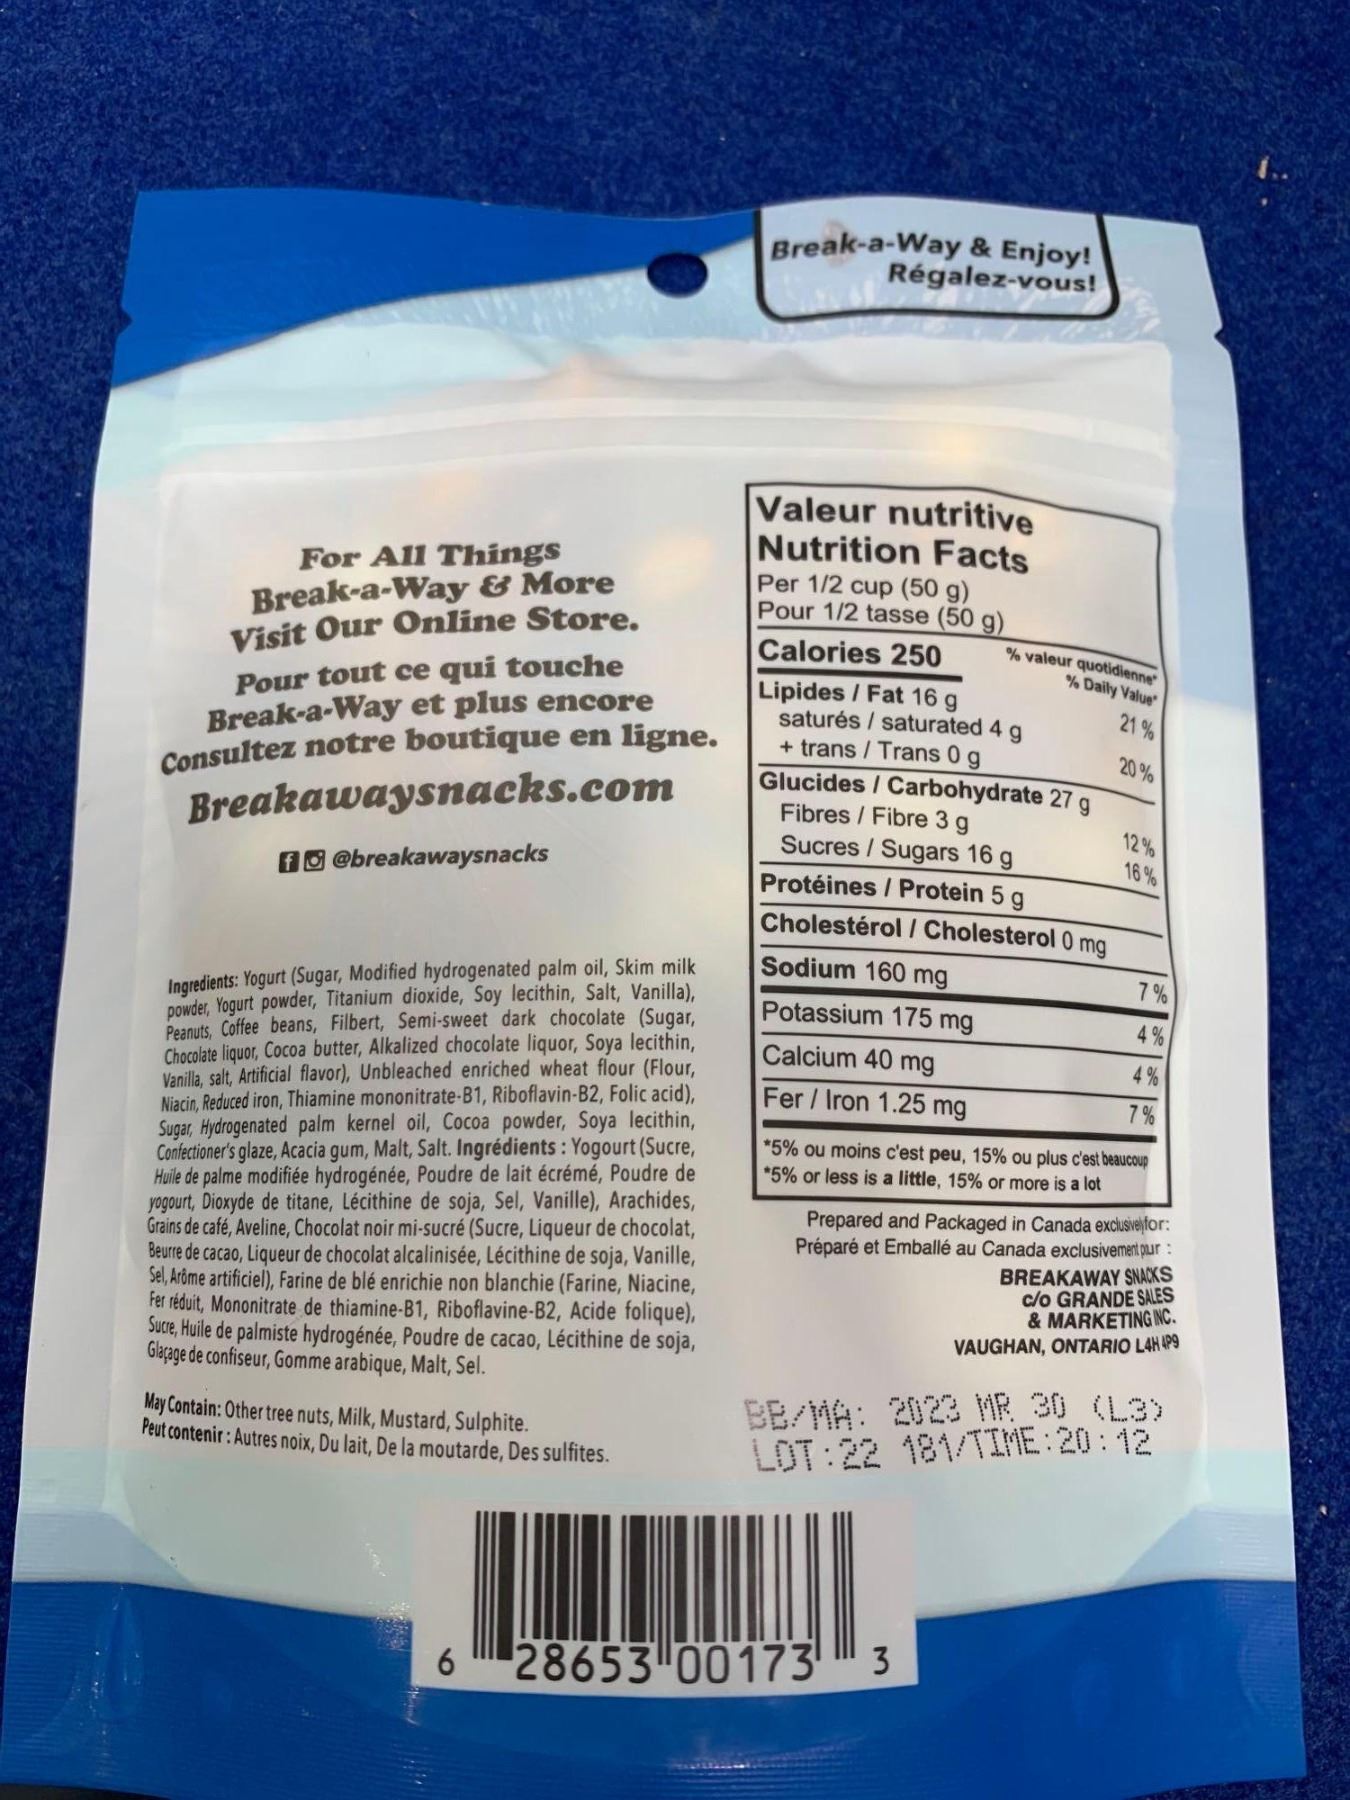 Break-a-Way & Enjoy!
Régalez-vous!
For All Things
Break-a-Way & More
Visit Our Online Store.
Pour tout ce qui touche
Break-a-Way et plus encore
Consultez notre boutique en ligne.
Breakawaysnacks.com
@breakawaysnacks
Ingredients: Yogurt (Sugar, Modified hydrogenated palm oil, Skim milk
powder, Yogurt powder, Titanium dioxide, Soy lecithin, Salt, Vanilla),
Peanuts, Coffee beans, Filbert, Semi-sweet dark chocolate (Sugar,
Chocolate liquor, Cocoa butter, Alkalized chocolate liquor, Soya lecithin,
Vanilla, salt, Artificial flavor), Unbleached enriched wheat flour (Flour,
Niacin, Reduced iron, Thiamine mononitrate-B1, Riboflavin-B2, Folic acid),
Sugar, Hydrogenated palm kernel oil, Cocoa powder, Soya lecithin,
Confectioner's glaze, Acacia gum, Malt, Salt. Ingrédients : Yogourt (Sucre,
Huile de palme modifiée hydrogénée, Poudre de lait écrémé, Poudre de
yogourt, Dioxyde de titane, Lécithine de soja, Sel, Vanille), Arachides,
Grains de café, Aveline, Chocolat noir mi-sucré (Sucre, Liqueur de chocolat,
Beurre de cacao, Liqueur de chocolat alcalinisée, Lécithine de soja, Vanille,
Sel, Arôme artificiel), Farine de blé enrichie non blanchie (Farine, Niacine,
Fer réduit, Mononitrate de thiamine-B1, Riboflavine-B2, Acide folique),
Sucre, Huile de palmiste hydrogénée, Poudre de cacao, Lécithine de soja,
Glaçage de confiseur, Gomme arabique, Malt, Sel.
May Contain: Other tree nuts, Milk, Mustard, Sulphite.
Peut contenir : Autres noix, Du lait, De la moutarde, Des sulfites.
Valeur nutritive
Nutrition Facts
Per 1/2 cup (50 g)
Pour 1/2 tasse (50 g)
Calories 250 % valeur quotidienne*
% Daily Value*
Lipides / Fat 16 g 21 %
saturés / saturated 4 g
+ trans / Trans 0 g 20 %
Glucides / Carbohydrate 27 g
Fibres / Fibre 3 g 12 %
Sucres / Sugars 16 g 16 %
Protéines / Protein 5 g
Cholestérol / Cholesterol 0 mg
Sodium 160 mg 7 %
Potassium 175 mg 4 %
Calcium 40 mg 4 %
Fer / Iron 1.25 mg 7 %
*5% ou moins c'est peu, 15% ou plus c'est beaucoup
*5% or less is a little, 15% or more is a lot
Prepared and Packaged in Canada exclusively for:
Préparé et Emballé au Canada exclusivement pour :
BREAKAWAY SNACKS
c/o GRANDE SALES
& MARKETING INC.
VAUGHAN, ONTARIO L4H 4P9
BB/MA: 2023 MR 30 (L3)
LOT:22 181/TIME:20:12
6 28653 00173 3